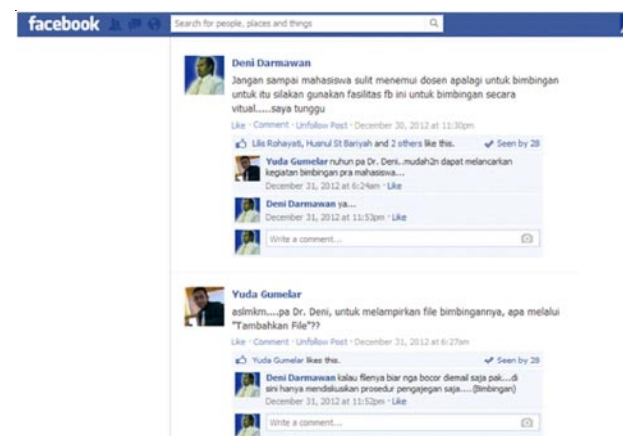 facebook
Search for people, places and things
Deni Darmawan
Jangan sampai mahasiswa sulit menemui dosen apalagi untuk bimbingan
untuk itu silakan gunakan fasilitas fb ini untuk bimbingan secara
vitual.....saya tunggu
Like · Comment · Unfollow Post · December 30, 2012 at 11:30pm
Lilis Rohayati, Husnul St Bariyah and 2 others like this.
Seen by 28
Yuda Gumelar nuhun pa Dr. Deni..mudah2n dapat melancarkan
kegiatan bimbingan pra mahasiswa...
December 31, 2012 at 6:24am · Like
Deni Darmawan ya...
December 31, 2012 at 11:53pm · Like
Write a comment...
Yuda Gumelar
aslmkm....pa Dr. Deni, untuk melampirkan file bimbingannya, apa melalui
"Tambahkan File"??
Like · Comment · Unfollow Post · December 31, 2012 at 6:27am
Yuda Gumelar likes this.
Seen by 28
Deni Darmawan kalau filenya biar nga bocor diemail saja pak...di
sini hanya mendiskusikan prosedur pengajegan saja.....(Bimbingan)
December 31, 2012 at 11:52pm · Like
Write a comment...